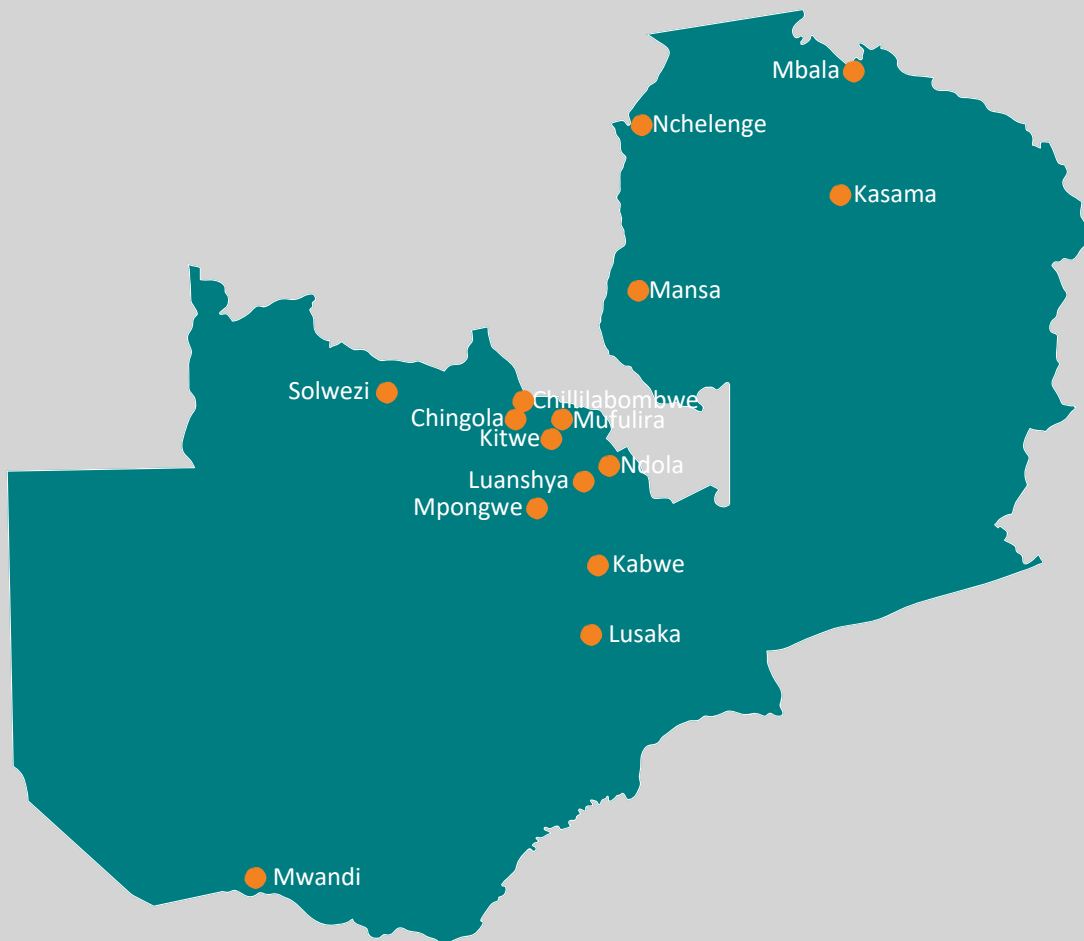 Mbala
Nchelenge
Kasama
Mansa
Solwezi
Chillilabombwe
Chingola
Mufulira
Kitwe
Ndola
Luanshya
Mpongwe
Kabwe
Lusaka
Mwandi